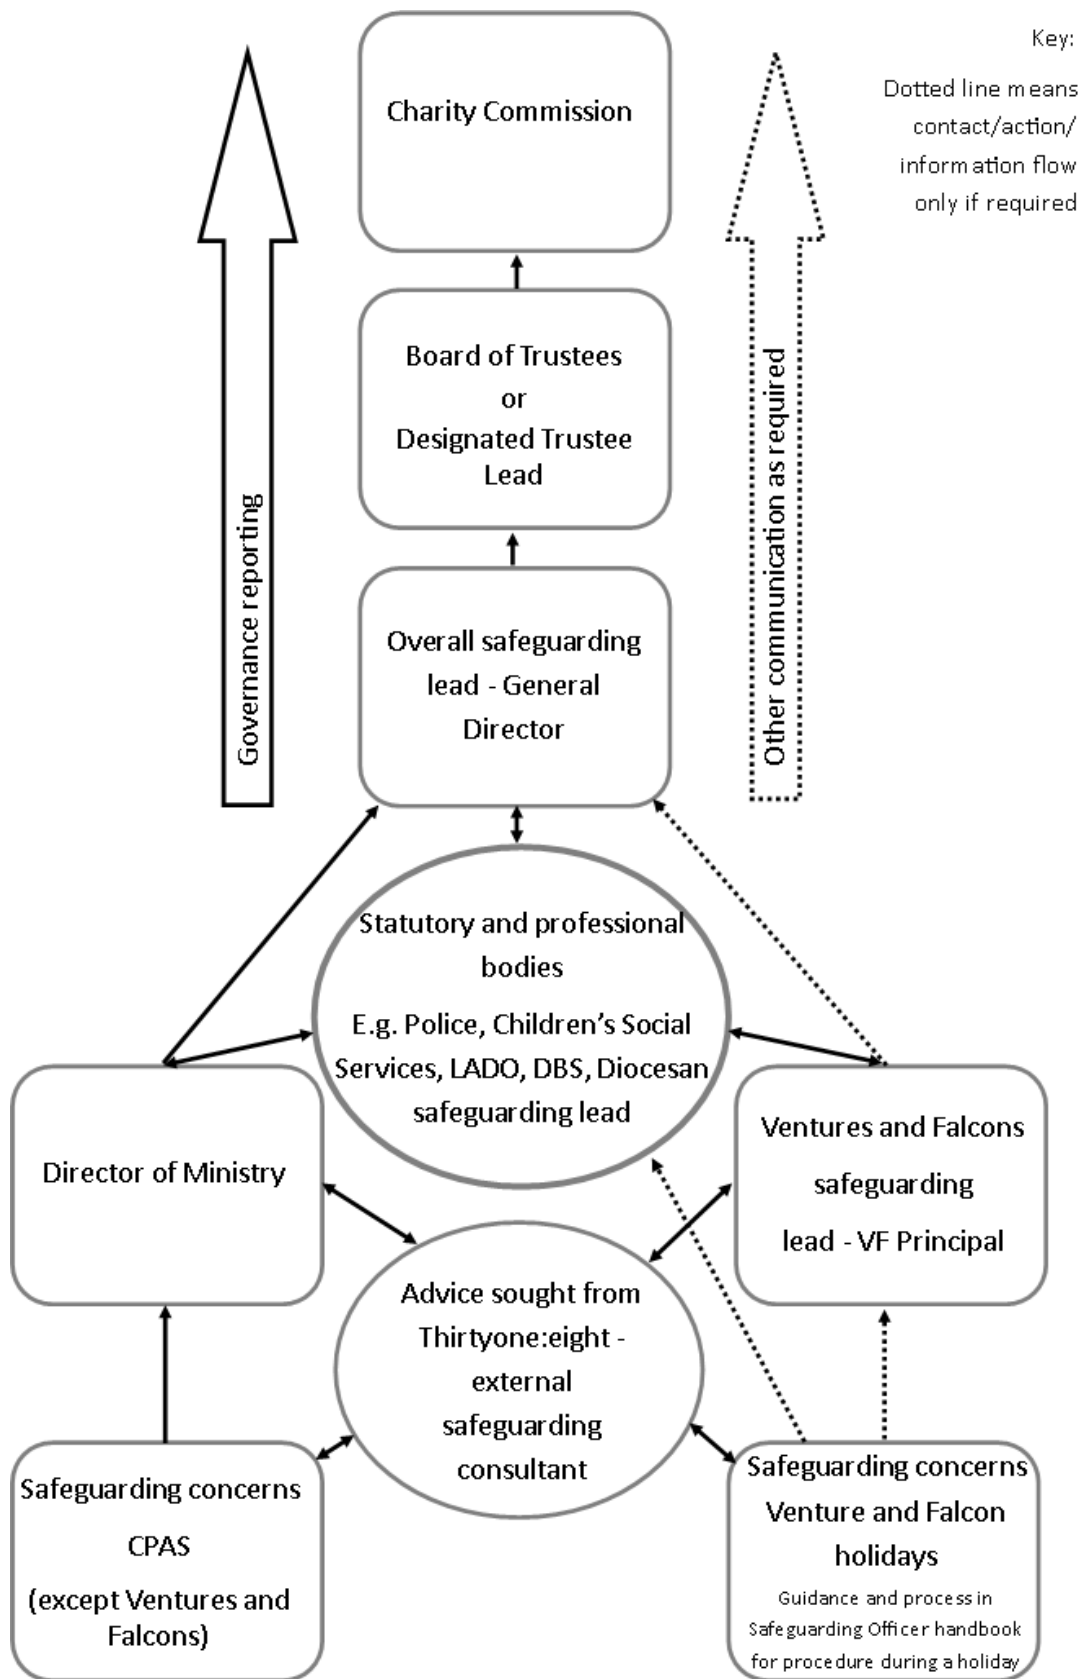 Key:
Dotted line means
contact/action/
information flow
only if required
Charity Commission
Board of Trustees
or
Designated Trustee
Lead
Governance reporting
Other communication as required
Overall safeguarding
lead - General
Director
Statutory and professional
bodies
E.g. Police, Children’s Social
Services, LADO, DBS, Diocesan
safeguarding lead
Director of Ministry
Ventures and Falcons
safeguarding
lead - VF Principal
Advice sought from
Thirtyone:eight -
external
safeguarding
consultant
Safeguarding concerns
CPAS
(except Ventures and
Falcons)
Safeguarding concerns
Venture and Falcon
holidays
Guidance and process in
Safeguarding Officer handbook
for procedure during a holiday